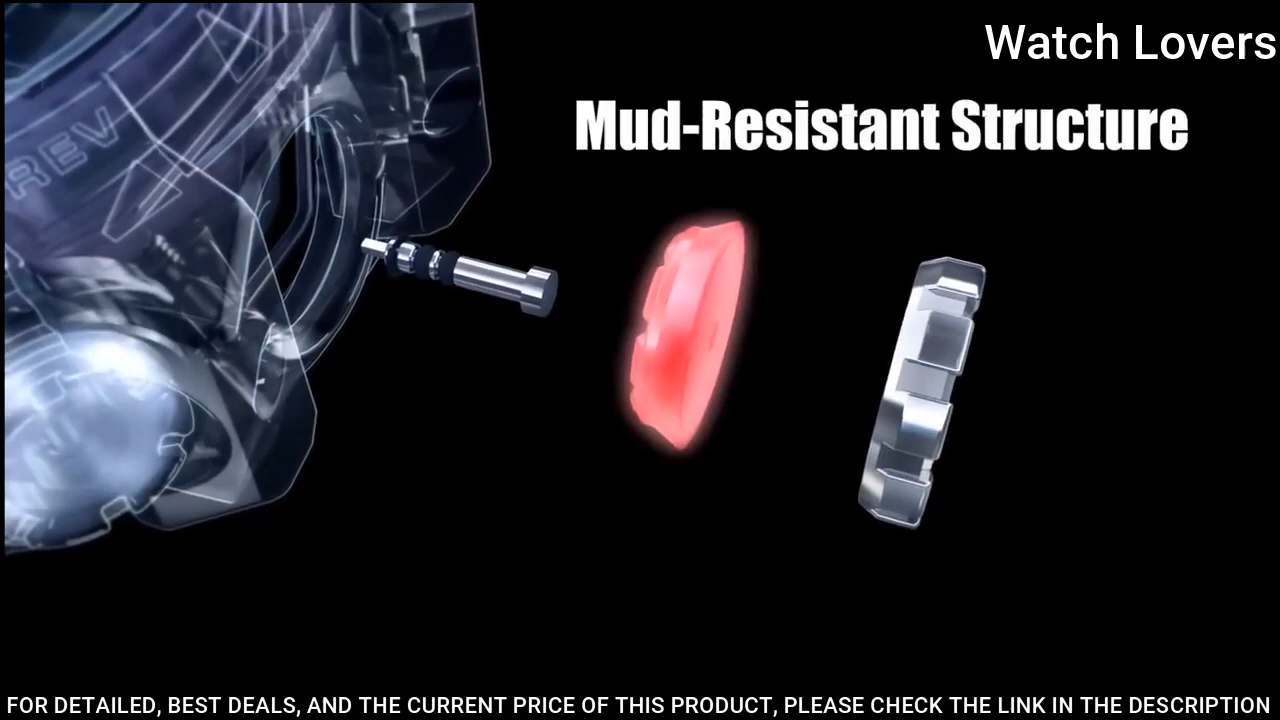 Watch Lovers
Mud-Resistant Structure
REV
FOR DETAILED, BEST DEALS, AND THE CURRENT PRICE OF THIS PRODUCT, PLEASE CHECK THE LINK IN THE DESCRIPTION